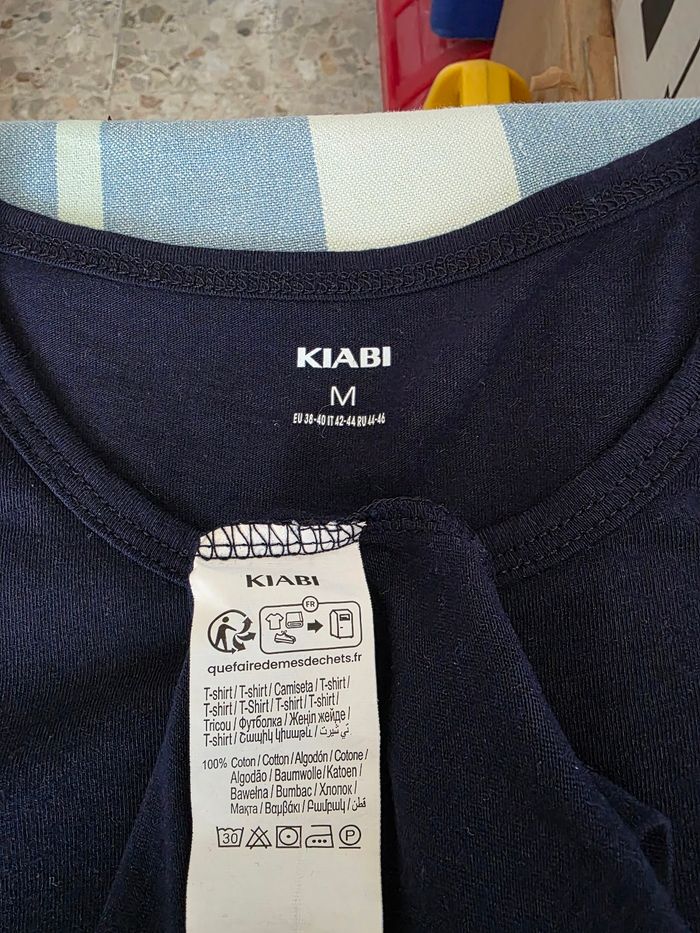 KIABI
M
EU 38-40 IT 42-44 RU 44-46
KIABI
FR
quefairedemesdechets.fr
T-shirt / T-shirt / Camiseta / T-shirt /
T-shirt / T-Shirt / T-shirt / T-shirt /
Tricou / Футболка / Жеңіл жейде /
T-shirt / Շապիկ կիսաթև / تي شيرت
100% Coton / Cotton / Algodón / Cotone /
Algodão / Baumwolle / Katoen /
Bawełna / Bumbac / Хлопок /
Мақта / Βαμβάκι / Բամբակ / قطن
30 P